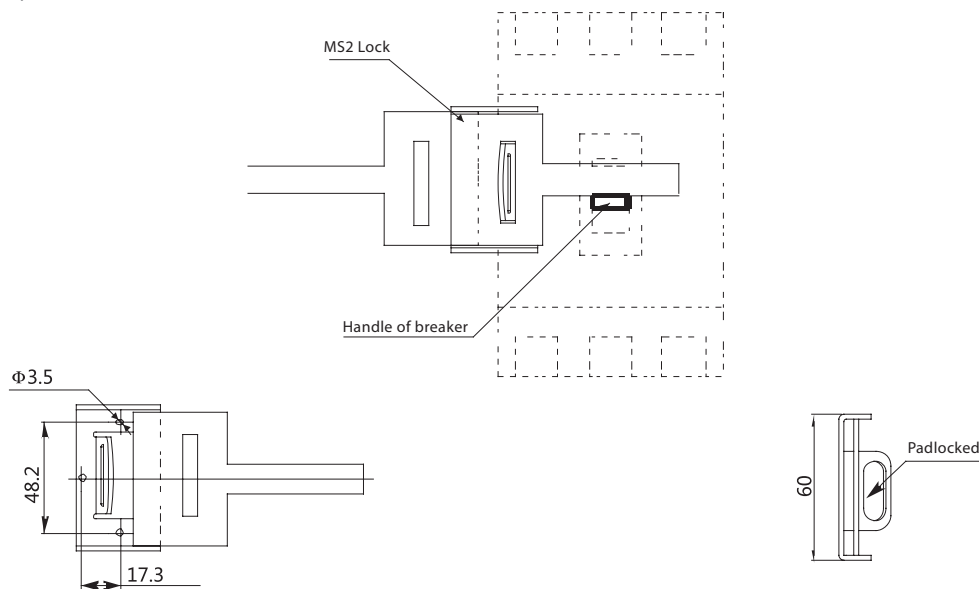 MS2 Lock
Handle of breaker
Φ3.5
48.2
17.3
60
Padlocked